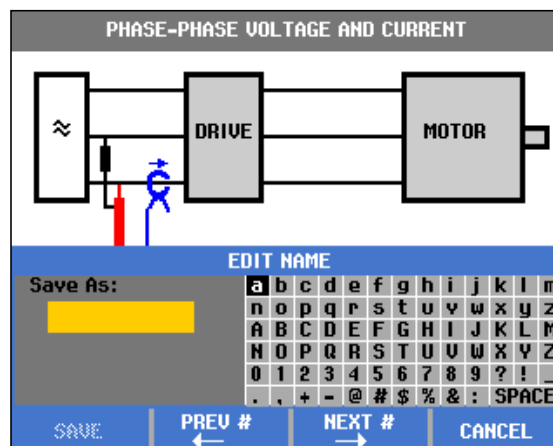 PHASE-PHASE VOLTAGE AND CURRENT
≈
DRIVE
MOTOR
EDIT NAME
Save As:
a b c d e f g h i j k l m
n o p q r s t u v w x y z
A B C D E F G H I J K L M
N O P Q R S T U V W X Y Z
0 1 2 3 4 5 6 7 8 9 ? ! _
. , + - @ # $ % & : SPACE
SAVE
PREV #
←
NEXT #
→
CANCEL